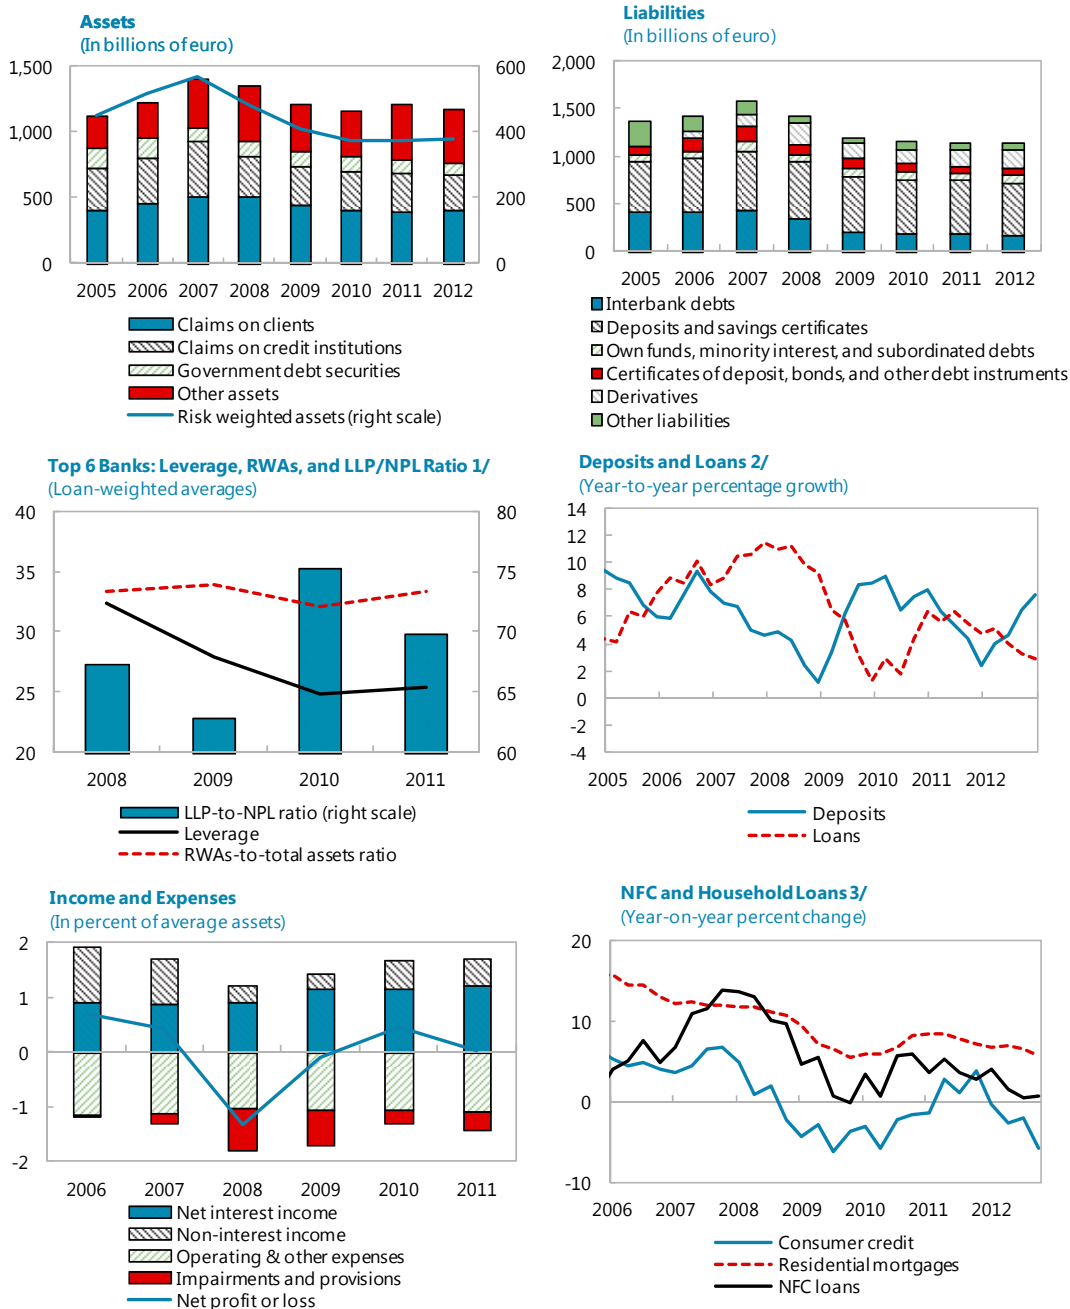 Assets
(In billions of euro)
1,500
1,000
500
0
600
400
200
0
2005 2006 2007 2008 2009 2010 2011 2012
Claims on clients
Claims on credit institutions
Government debt securities
Other assets
Risk weighted assets (right scale)
Liabilities
(In billions of euro)
2,000
1,500
1,000
500
0
2005 2006 2007 2008 2009 2010 2011 2012
Interbank debts
Deposits and savings certificates
Own funds, minority interest, and subordinated debts
Certificates of deposit, bonds, and other debt instruments
Derivatives
Other liabilities
Top 6 Banks: Leverage, RWAs, and LLP/NPL Ratio 1/
(Loan-weighted averages)
40
35
30
25
20
80
75
70
65
60
2008 2009 2010 2011
LLP-to-NPL ratio (right scale)
Leverage
RWAs-to-total assets ratio
Deposits and Loans 2/
(Year-to-year percentage growth)
14
12
10
8
6
4
2
0
-2
-4
2005 2006 2007 2008 2009 2010 2011 2012
Deposits
Loans
Income and Expenses
(In percent of average assets)
2
1
0
-1
-2
2006 2007 2008 2009 2010 2011
Net interest income
Non-interest income
Operating & other expenses
Impairments and provisions
Net profit or loss
NFC and Household Loans 3/
(Year-on-year percent change)
20
10
0
-10
2006 2007 2008 2009 2010 2011 2012
Consumer credit
Residential mortgages
NFC loans